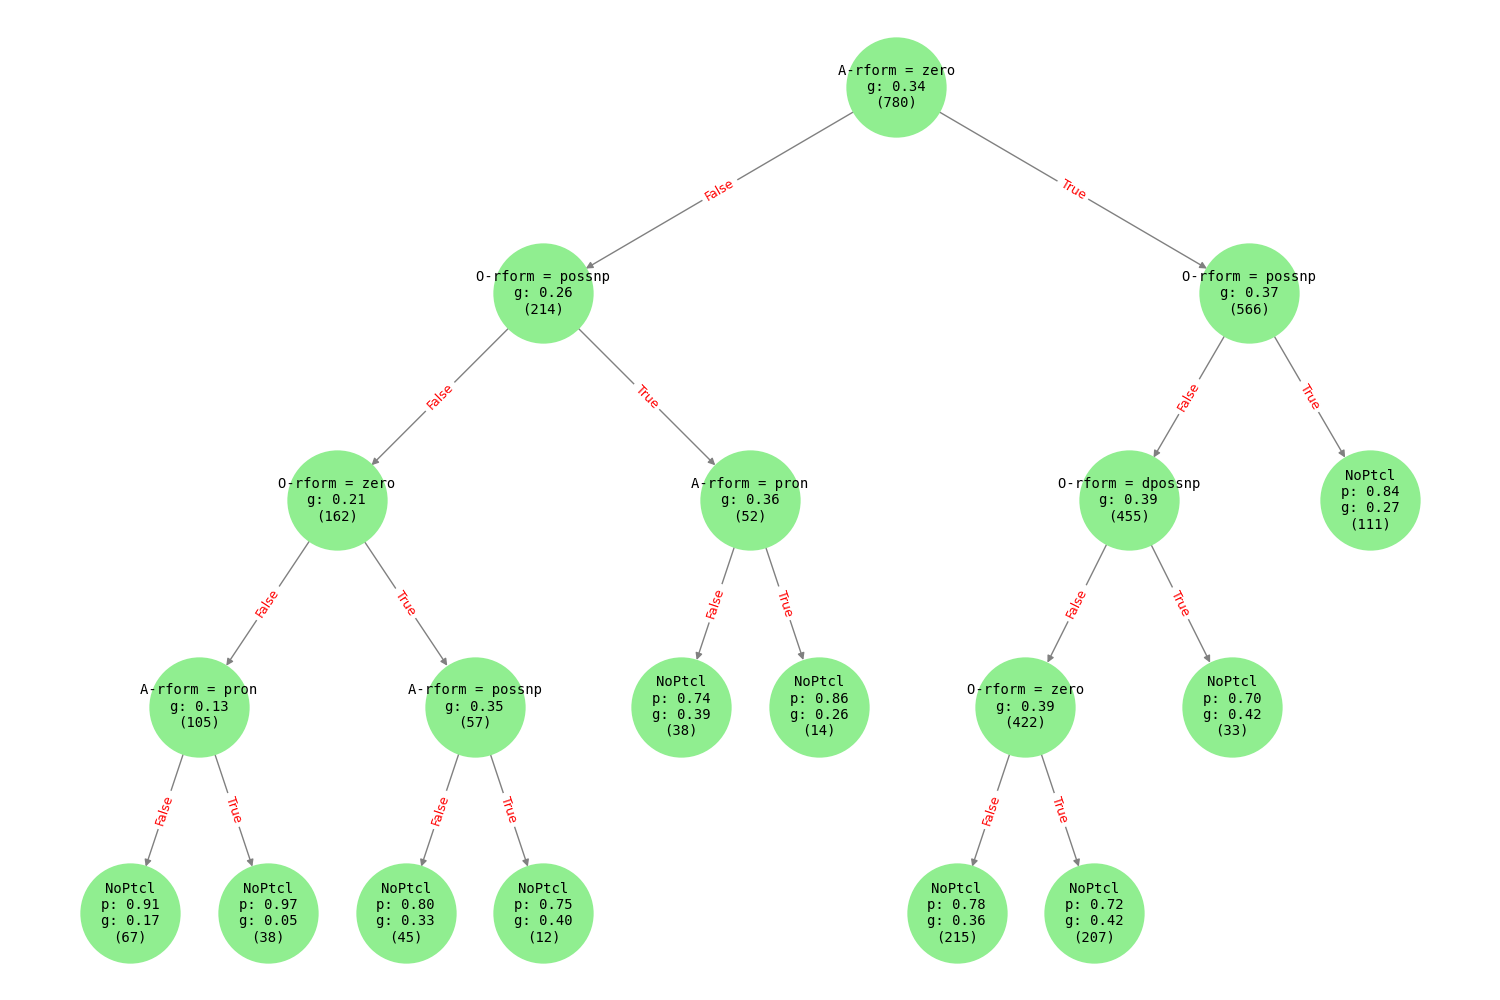 A-rform = zero
g: 0.34
(780)
False
True
O-rform = possnp
g: 0.26
(214)
O-rform = possnp
g: 0.37
(566)
False
True
False
True
O-rform = zero
g: 0.21
(162)
A-rform = pron
g: 0.36
(52)
O-rform = dpossnp
g: 0.39
(455)
NoPtcl
p: 0.84
g: 0.27
(111)
False
True
False
True
False
True
A-rform = pron
g: 0.13
(105)
A-rform = possnp
g: 0.35
(57)
NoPtcl
p: 0.74
g: 0.39
(38)
NoPtcl
p: 0.86
g: 0.26
(14)
O-rform = zero
g: 0.39
(422)
NoPtcl
p: 0.70
g: 0.42
(33)
False
True
False
True
False
True
NoPtcl
p: 0.91
g: 0.17
(67)
NoPtcl
p: 0.97
g: 0.05
(38)
NoPtcl
p: 0.80
g: 0.33
(45)
NoPtcl
p: 0.75
g: 0.40
(12)
NoPtcl
p: 0.78
g: 0.36
(215)
NoPtcl
p: 0.72
g: 0.42
(207)